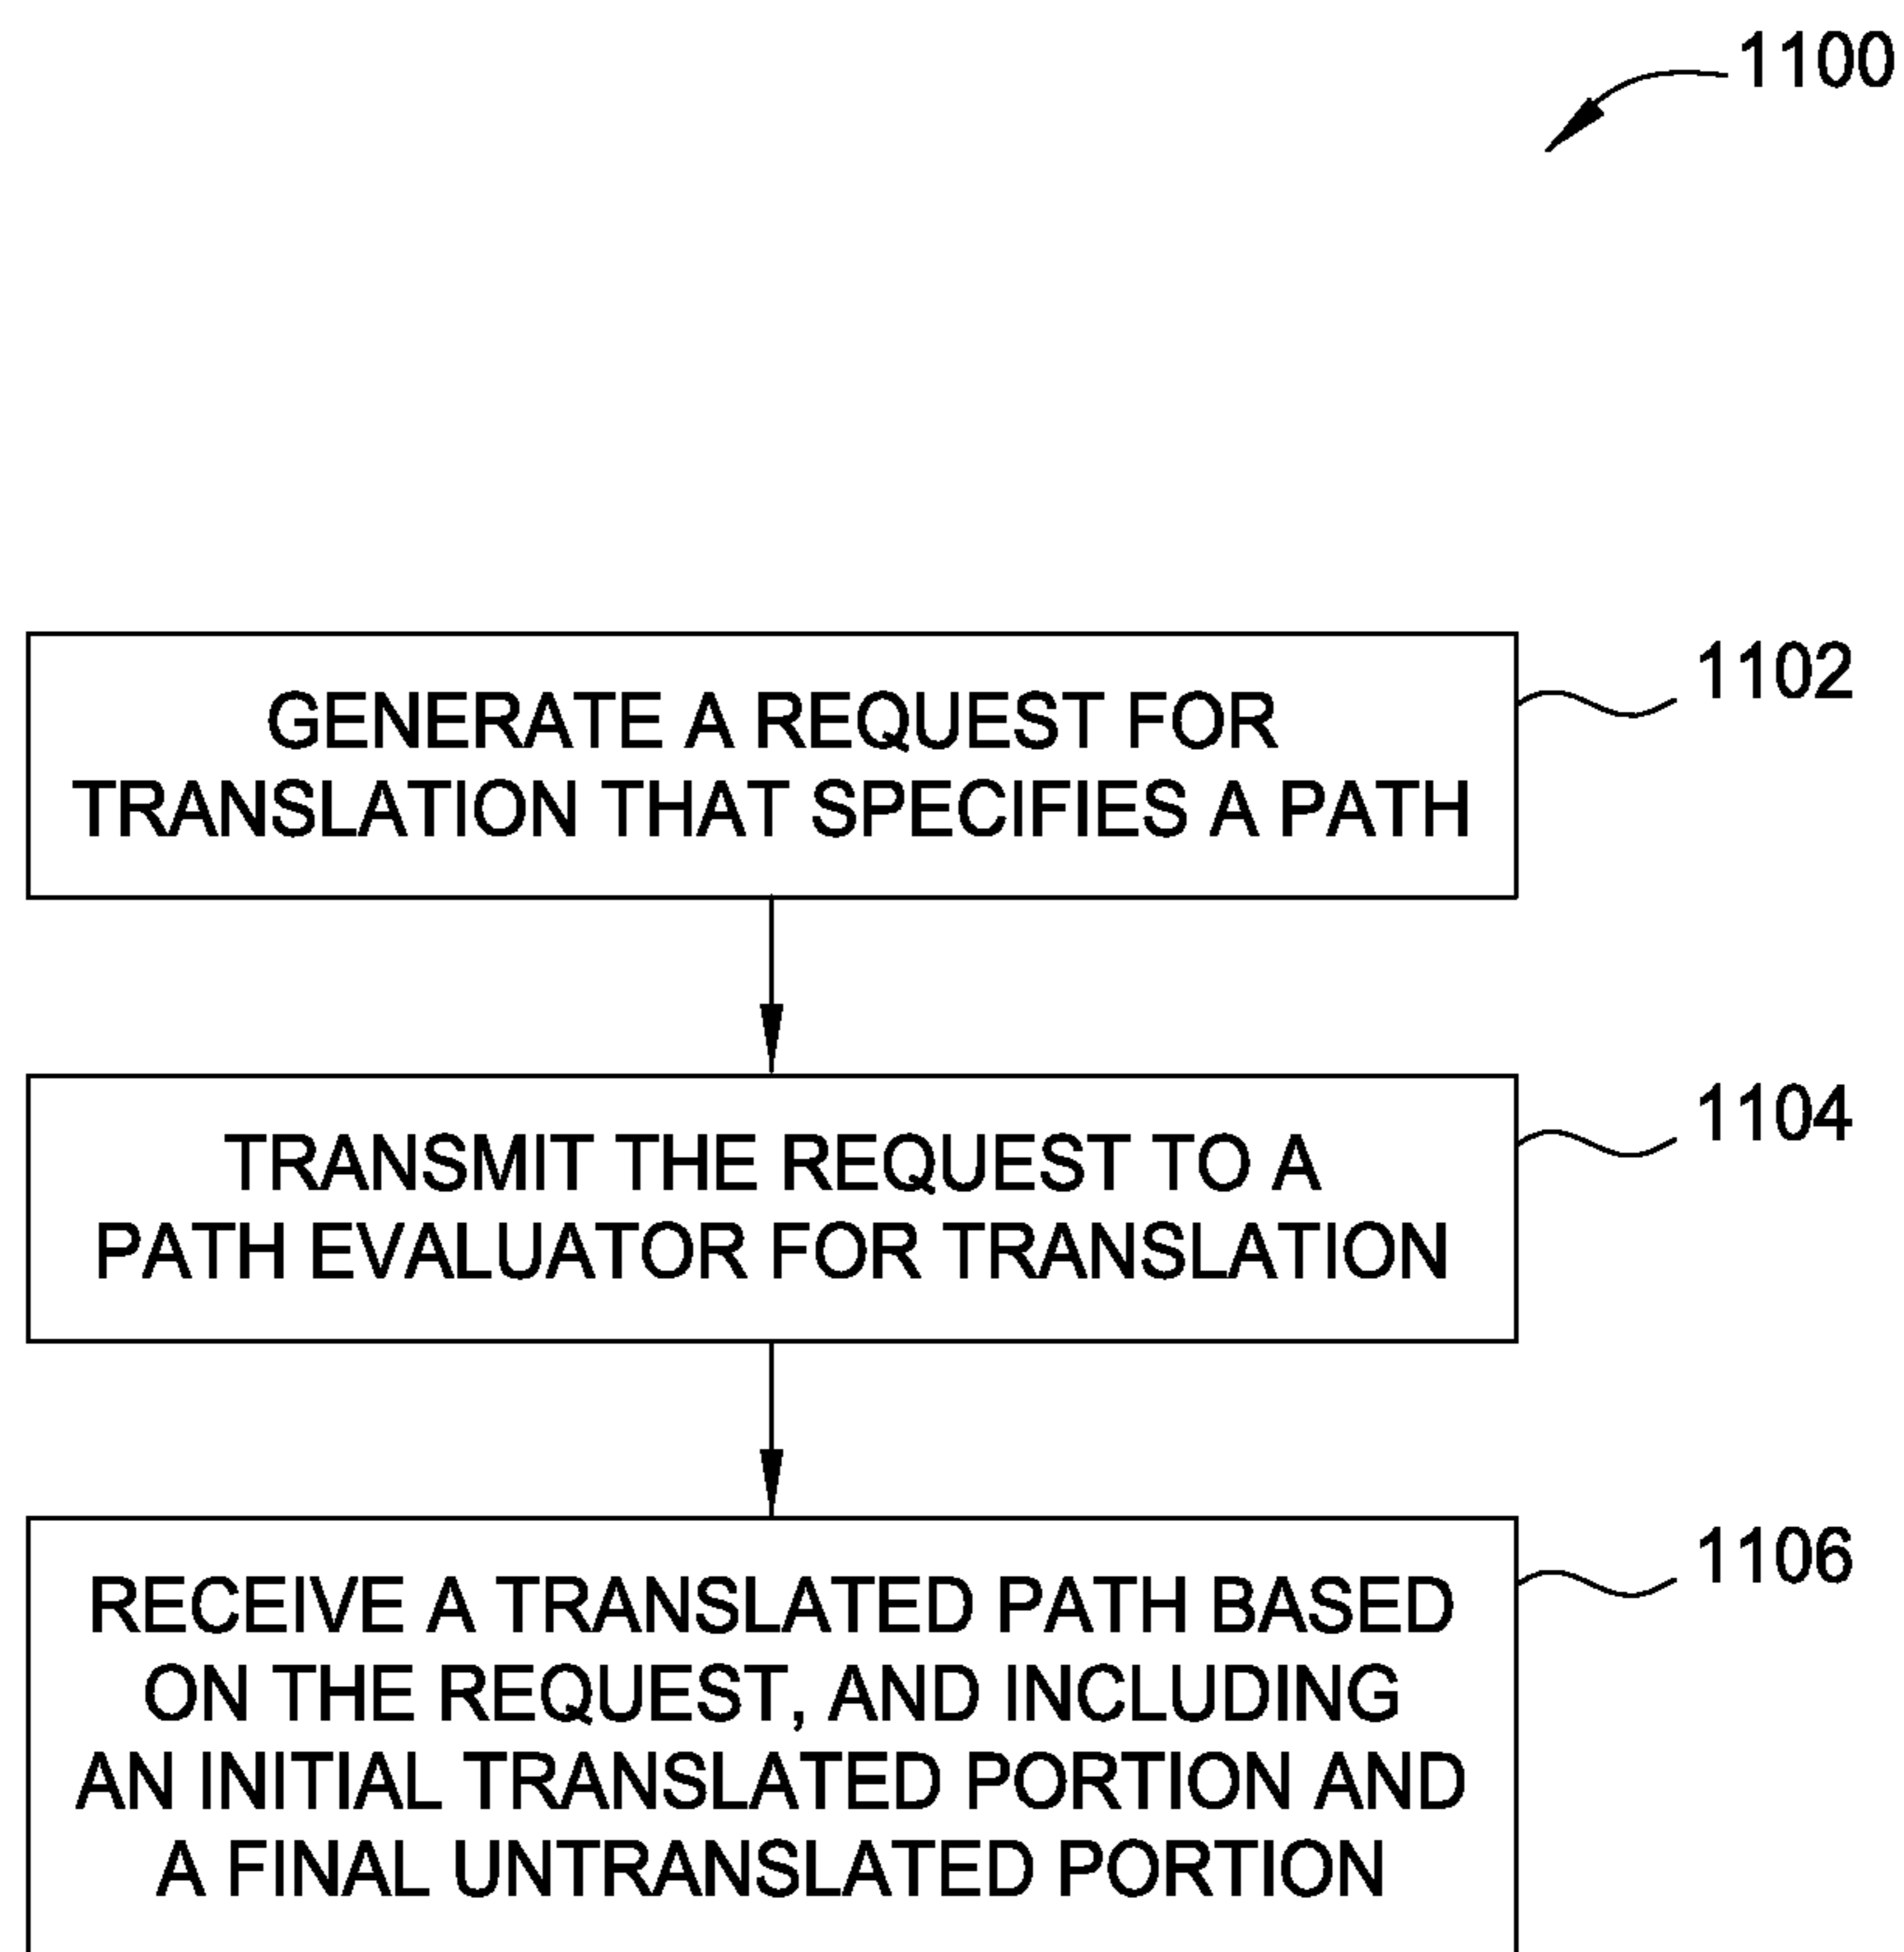 1100
GENERATE A REQUEST FOR
TRANSLATION THAT SPECIFIES A PATH
1102
TRANSMIT THE REQUEST TO A
PATH EVALUATOR FOR TRANSLATION
1104
RECEIVE A TRANSLATED PATH BASED
ON THE REQUEST, AND INCLUDING
AN INITIAL TRANSLATED PORTION AND
A FINAL UNTRANSLATED PORTION
1106